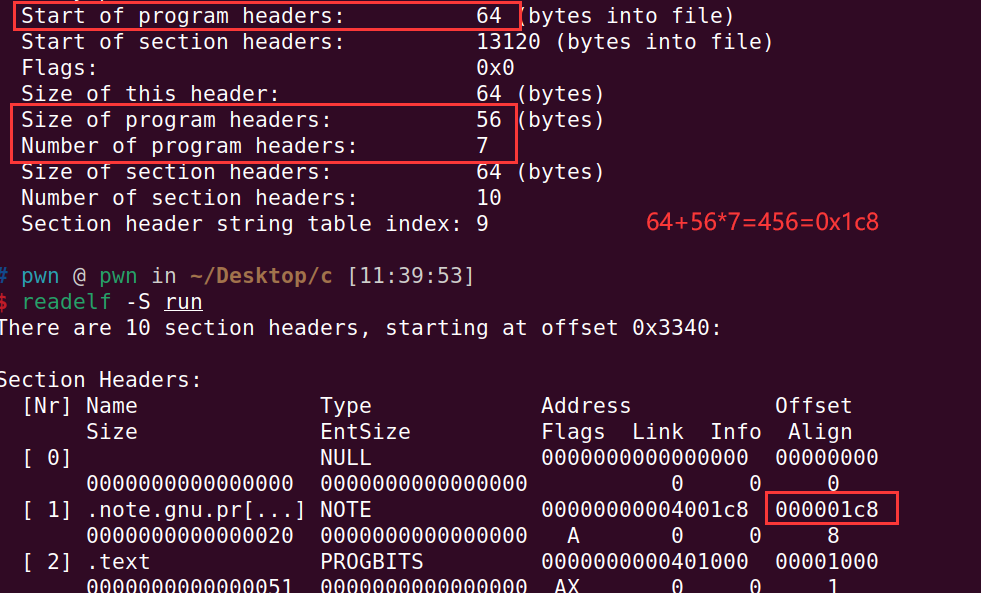 Start of program headers:          64 (bytes into file)
Start of section headers:          13120 (bytes into file)
Flags:                             0x0
Size of this header:               64 (bytes)
Size of program headers:           56 (bytes)
Number of program headers:         7
Size of section headers:           64 (bytes)
Number of section headers:         10
Section header string table index: 9
64+56*7=456=0x1c8
# pwn @ pwn in ~/Desktop/c [11:39:53]
$ readelf -S run
There are 10 section headers, starting at offset 0x3340:
Section Headers:
[Nr] Name              Type             Address           Offset
Size              EntSize          Flags  Link  Info  Align
[ 0]                   NULL             0000000000000000  00000000
0000000000000000  0000000000000000           0     0     0
[ 1] .note.gnu.pr[...] NOTE             00000000004001c8  000001c8
0000000000000020  0000000000000000   A       0     0     8
[ 2] .text             PROGBITS         0000000000401000  00001000
0000000000000051  0000000000000000  AX       0     0     1